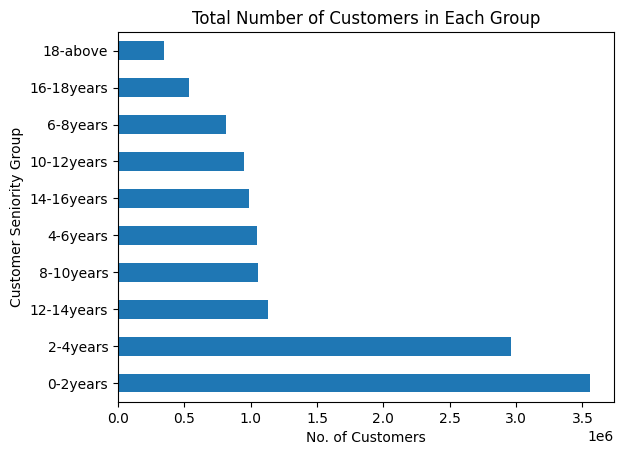 Total Number of Customers in Each Group
Customer Seniority Group
18-above
16-18years
6-8years
10-12years
14-16years
4-6years
8-10years
12-14years
2-4years
0-2years
0.0 0.5 1.0 1.5 2.0 2.5 3.0 3.5
1e6
No. of Customers